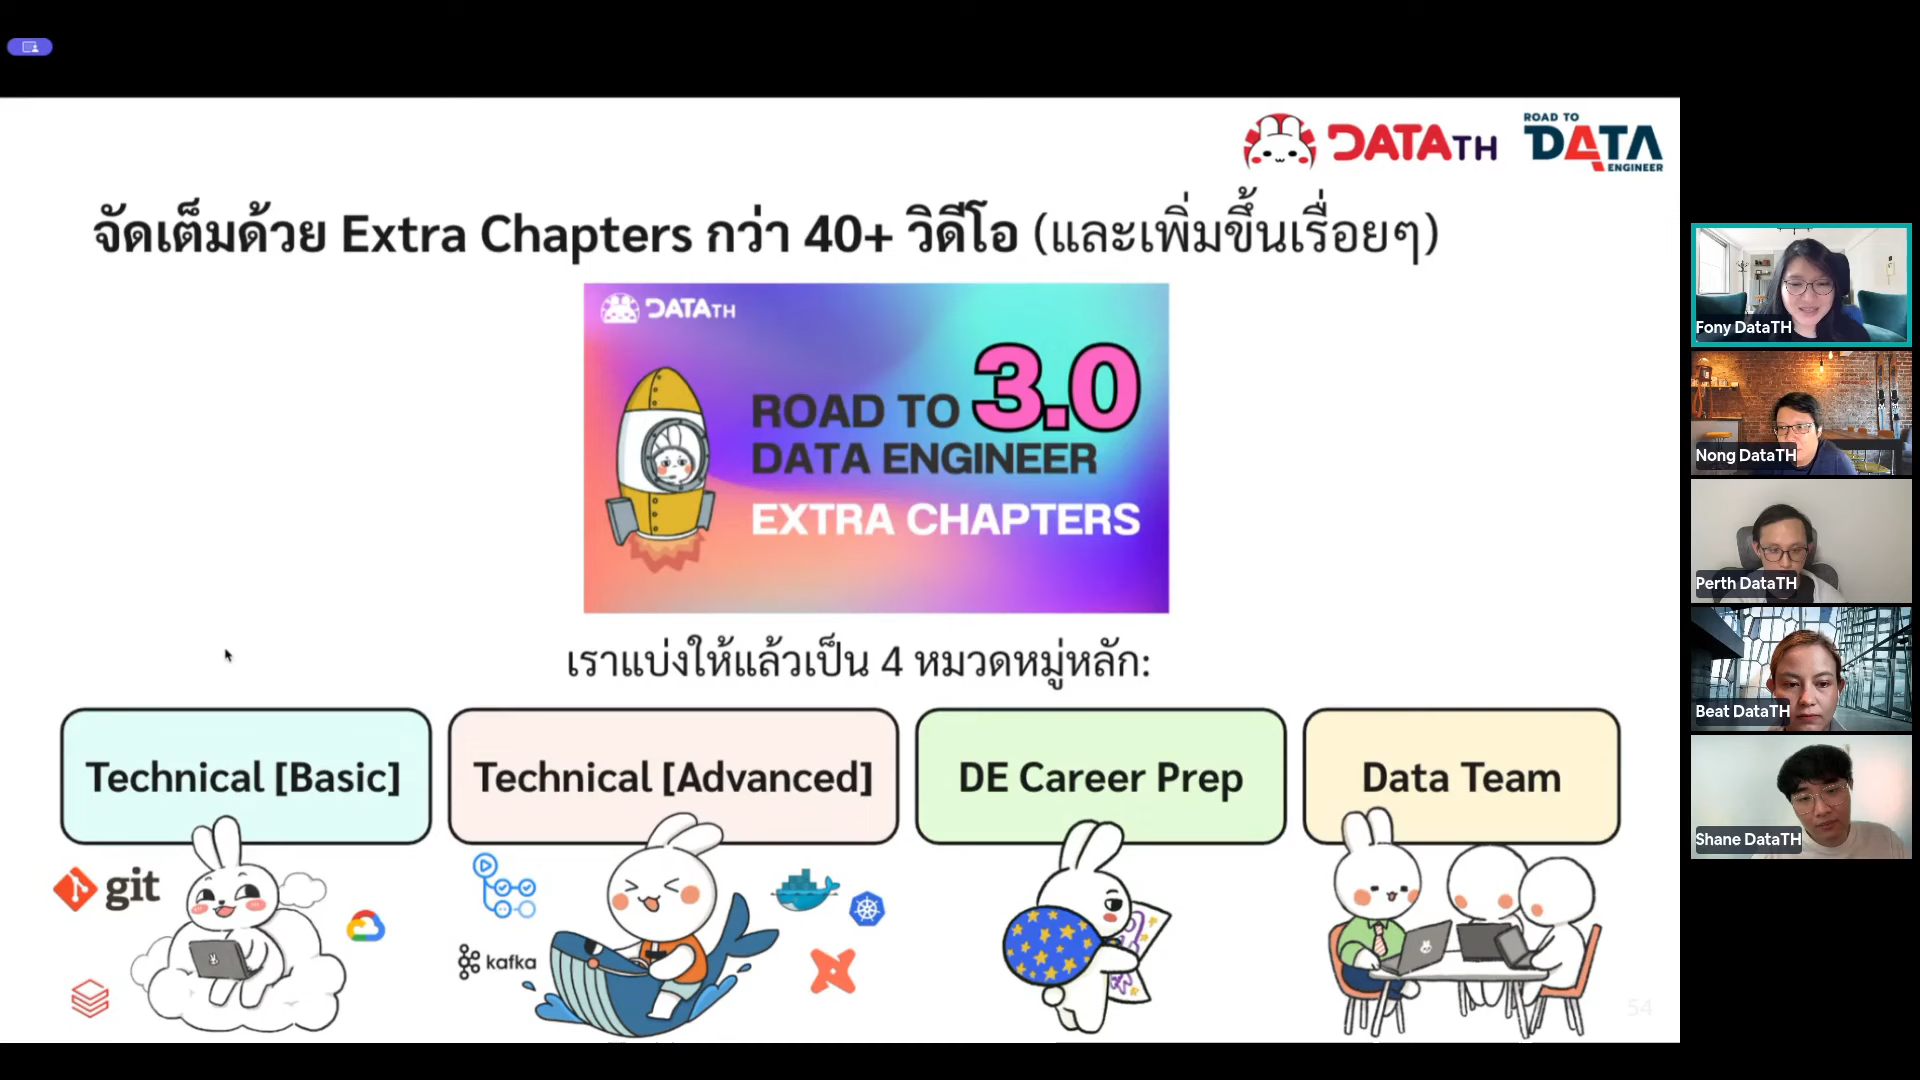 DATATH
ROAD TO
DATA
ENGINEER
จัดเต็มด้วย Extra Chapters กว่า 40+ วิดีโอ (และเพิ่มขึ้นเรื่อยๆ)
DATATH
ROAD TO 3.0
DATA ENGINEER
EXTRA CHAPTERS
เราแบ่งให้แล้วเป็น 4 หมวดหมู่หลัก:
Technical [Basic]
Technical [Advanced]
DE Career Prep
Data Team
git
kafka
54
Fony DataTH
Nong DataTH
Perth DataTH
Beat DataTH
Shane DataTH